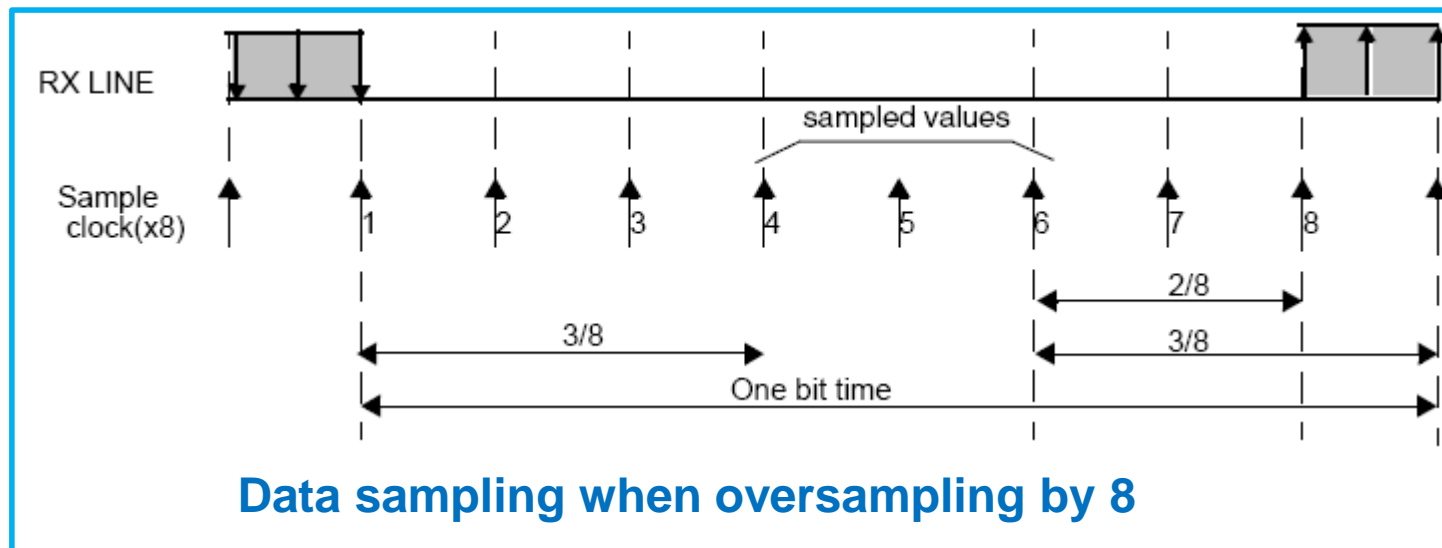 RX LINE
sampled values
Sample
clock(x8)
1 2 3 4 5 6 7 8
2/8
3/8
3/8
One bit time
Data sampling when oversampling by 8